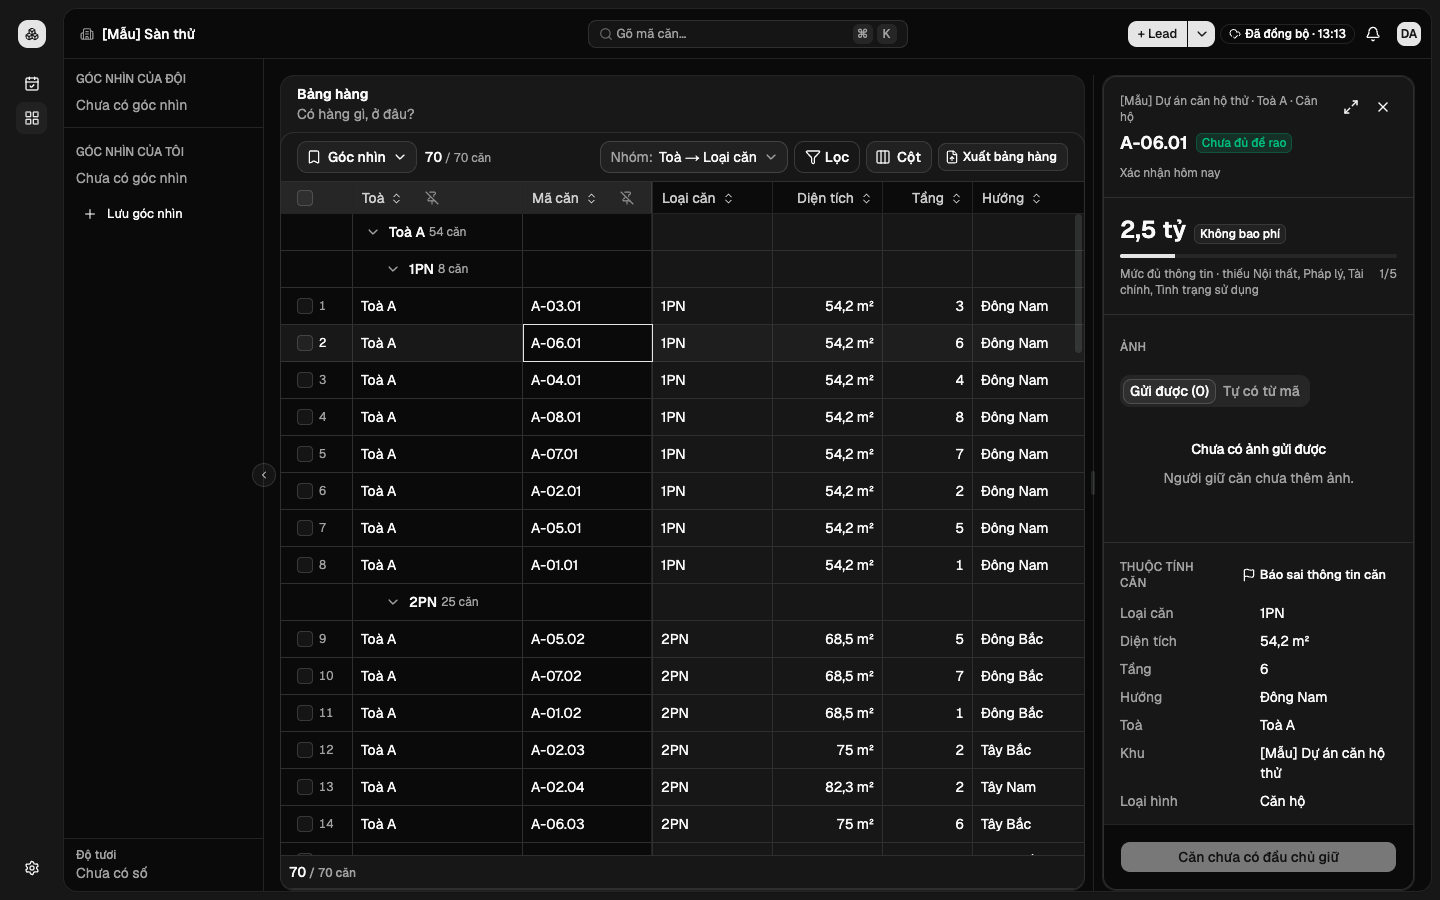 [Mẫu] Sàn thử
Gõ mã căn...
⌘ K
+ Lead
Đã đồng bộ · 13:13
DA
GÓC NHÌN CỦA ĐỘI
Chưa có góc nhìn
GÓC NHÌN CỦA TÔI
Chưa có góc nhìn
+ Lưu góc nhìn
Độ tươi
Chưa có số
Bảng hàng
Có hàng gì, ở đâu?
Góc nhìn
70 / 70 căn
Nhóm: Toà → Loại căn
Lọc
Cột
Xuất bảng hàng
Toà Mã căn Loại căn Diện tích Tầng Hướng
Toà A 54 căn
1PN 8 căn
1 Toà A A-03.01 1PN 54,2 m² 3 Đông Nam
2 Toà A A-06.01 1PN 54,2 m² 6 Đông Nam
3 Toà A A-04.01 1PN 54,2 m² 4 Đông Nam
4 Toà A A-08.01 1PN 54,2 m² 8 Đông Nam
5 Toà A A-07.01 1PN 54,2 m² 7 Đông Nam
6 Toà A A-02.01 1PN 54,2 m² 2 Đông Nam
7 Toà A A-05.01 1PN 54,2 m² 5 Đông Nam
8 Toà A A-01.01 1PN 54,2 m² 1 Đông Nam
2PN 25 căn
9 Toà A A-05.02 2PN 68,5 m² 5 Đông Bắc
10 Toà A A-07.02 2PN 68,5 m² 7 Đông Bắc
11 Toà A A-01.02 2PN 68,5 m² 1 Đông Bắc
12 Toà A A-02.03 2PN 75 m² 2 Tây Bắc
13 Toà A A-02.04 2PN 82,3 m² 2 Tây Nam
14 Toà A A-06.03 2PN 75 m² 6 Tây Bắc
70 / 70 căn
[Mẫu] Dự án căn hộ thử · Toà A · Căn
hộ
A-06.01 Chưa đủ để rao
Xác nhận hôm nay
2,5 tỷ Không bao phí
Mức đủ thông tin · thiếu Nội thất, Pháp lý, Tài 1/5
chính, Tình trạng sử dụng
ẢNH
Gửi được (0) Tự có từ mã
Chưa có ảnh gửi được
Người giữ căn chưa thêm ảnh.
THUỘC TÍNH
CĂN
Báo sai thông tin căn
Loại căn 1PN
Diện tích 54,2 m²
Tầng 6
Hướng Đông Nam
Toà Toà A
Khu [Mẫu] Dự án căn hộ
thử
Loại hình Căn hộ
Căn chưa có đầu chủ giữ